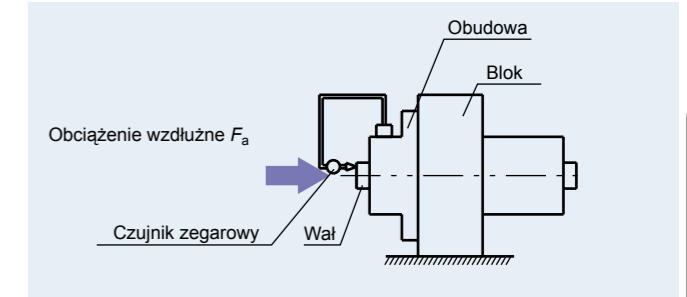 Obudowa
Blok
Obciążenie wzdłużne Fa
Czujnik zegarowy
Wał